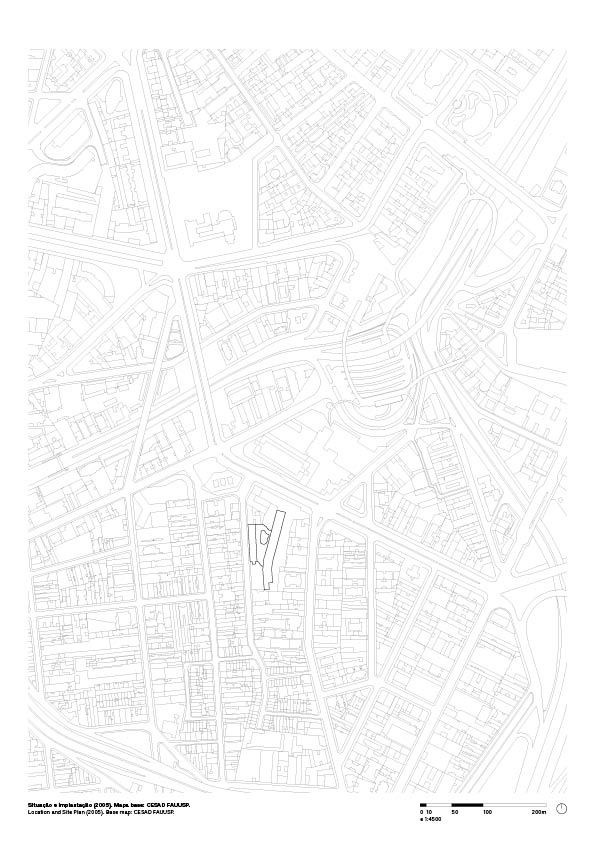 Situação e Implantação (2005). Mapa base: CESAD FAUUSP.
Location and Site Plan (2005). Base map: CESAD FAUUSP.
0 10 50 100 200m
e 1:4500